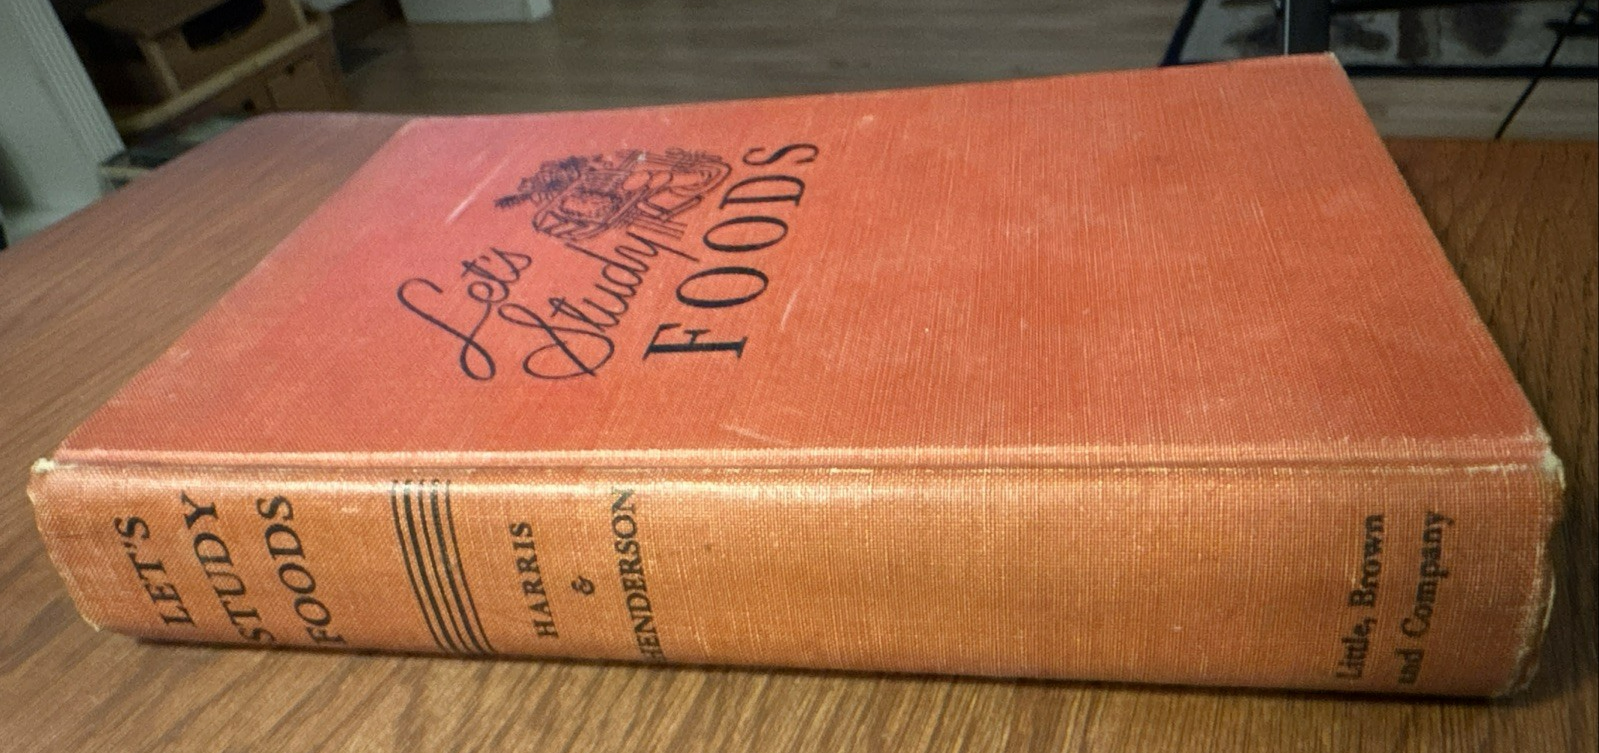 Let's
Study
FOODS
LET'S
STUDY
FOODS
HARRIS
&
HENDERSON
Little, Brown
and Company